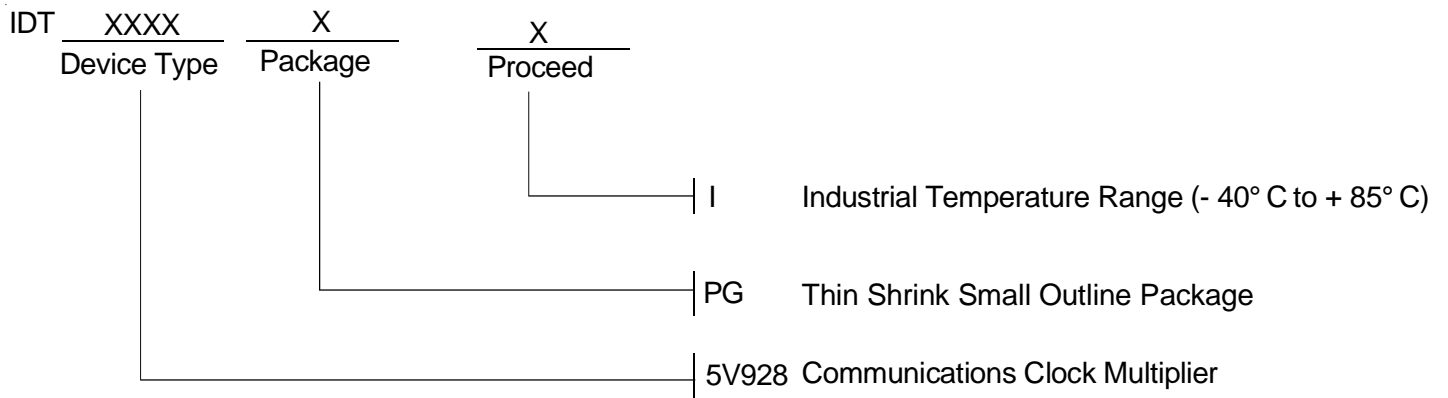 IDT XXXX X X
Device Type Package Proceed
I Industrial Temperature Range (- 40° C to + 85° C)
PG Thin Shrink Small Outline Package
5V928 Communications Clock Multiplier